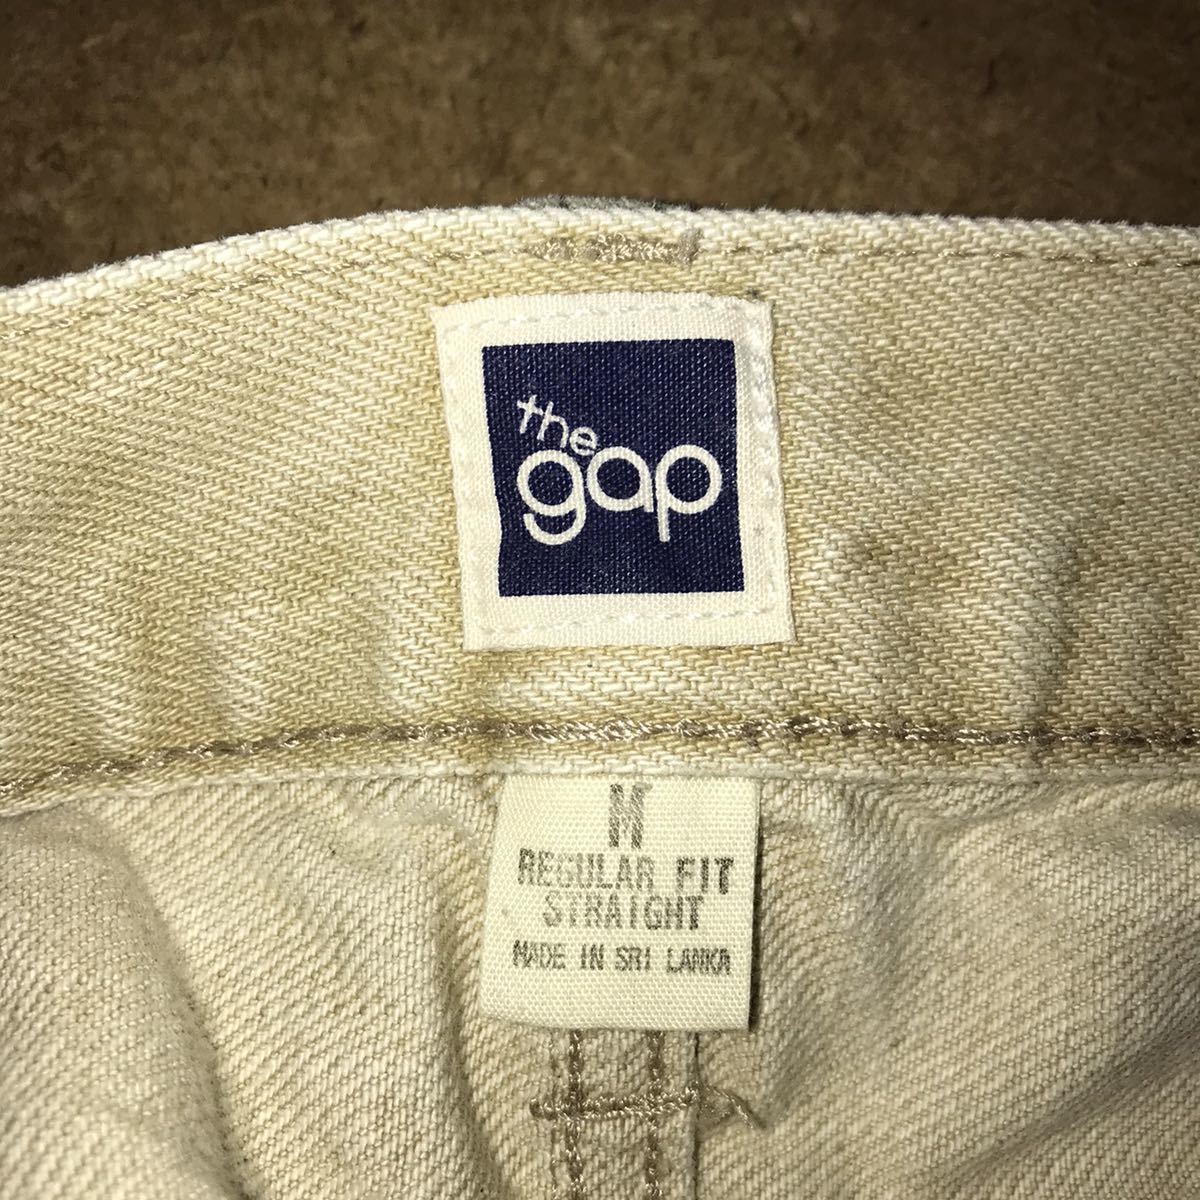 the
gap
M
REGULAR FIT
STRAIGHT
MADE IN SRI LANKA